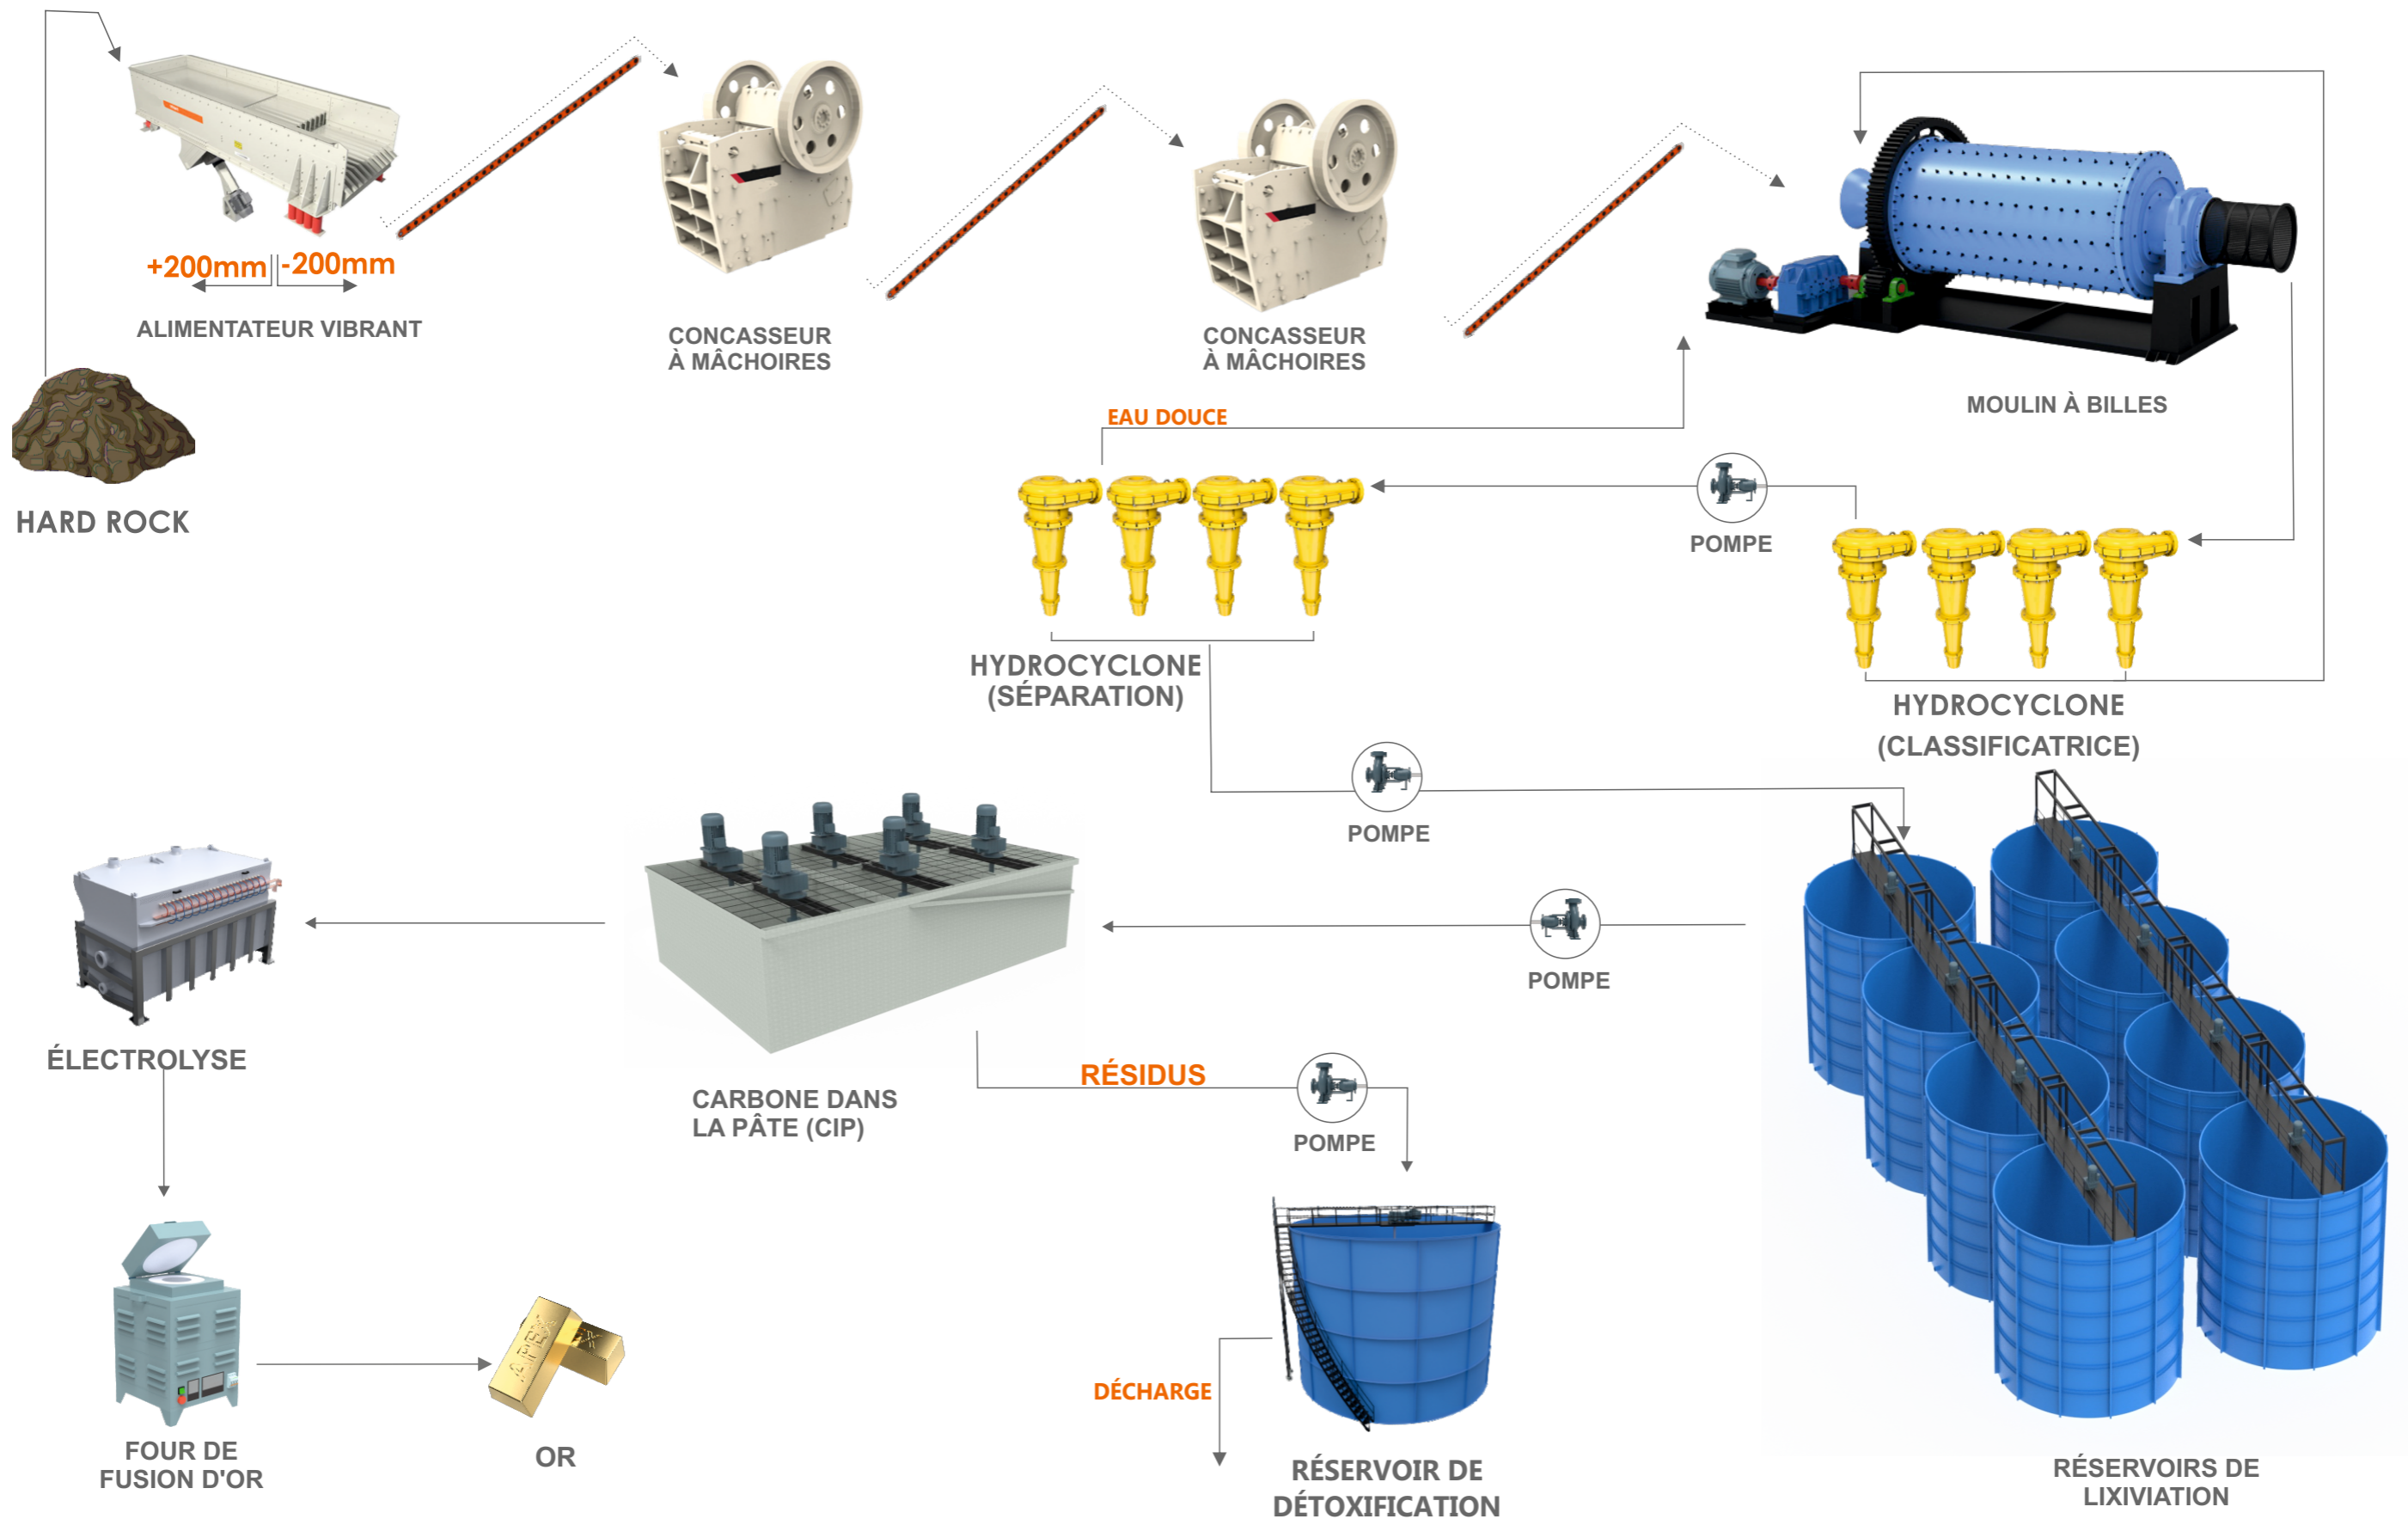 +200mm
-200mm
ALIMENTATEUR VIBRANT
CONCASSEUR
À MÂCHOIRES
CONCASSEUR
À MÂCHOIRES
MOULIN À BILLES
HARD ROCK
EAU DOUCE
POMPE
HYDROCYCLONE
(SÉPARATION)
HYDROCYCLONE
(CLASSIFICATRICE)
POMPE
POMPE
ÉLECTROLYSE
CARBONE DANS
LA PÂTE (CIP)
RÉSIDUS
POMPE
DÉCHARGE
APEX
FOUR DE
FUSION D'OR
OR
RÉSERVOIR DE
DÉTOXIFICATION
RÉSERVOIRS DE
LIXIVIATION